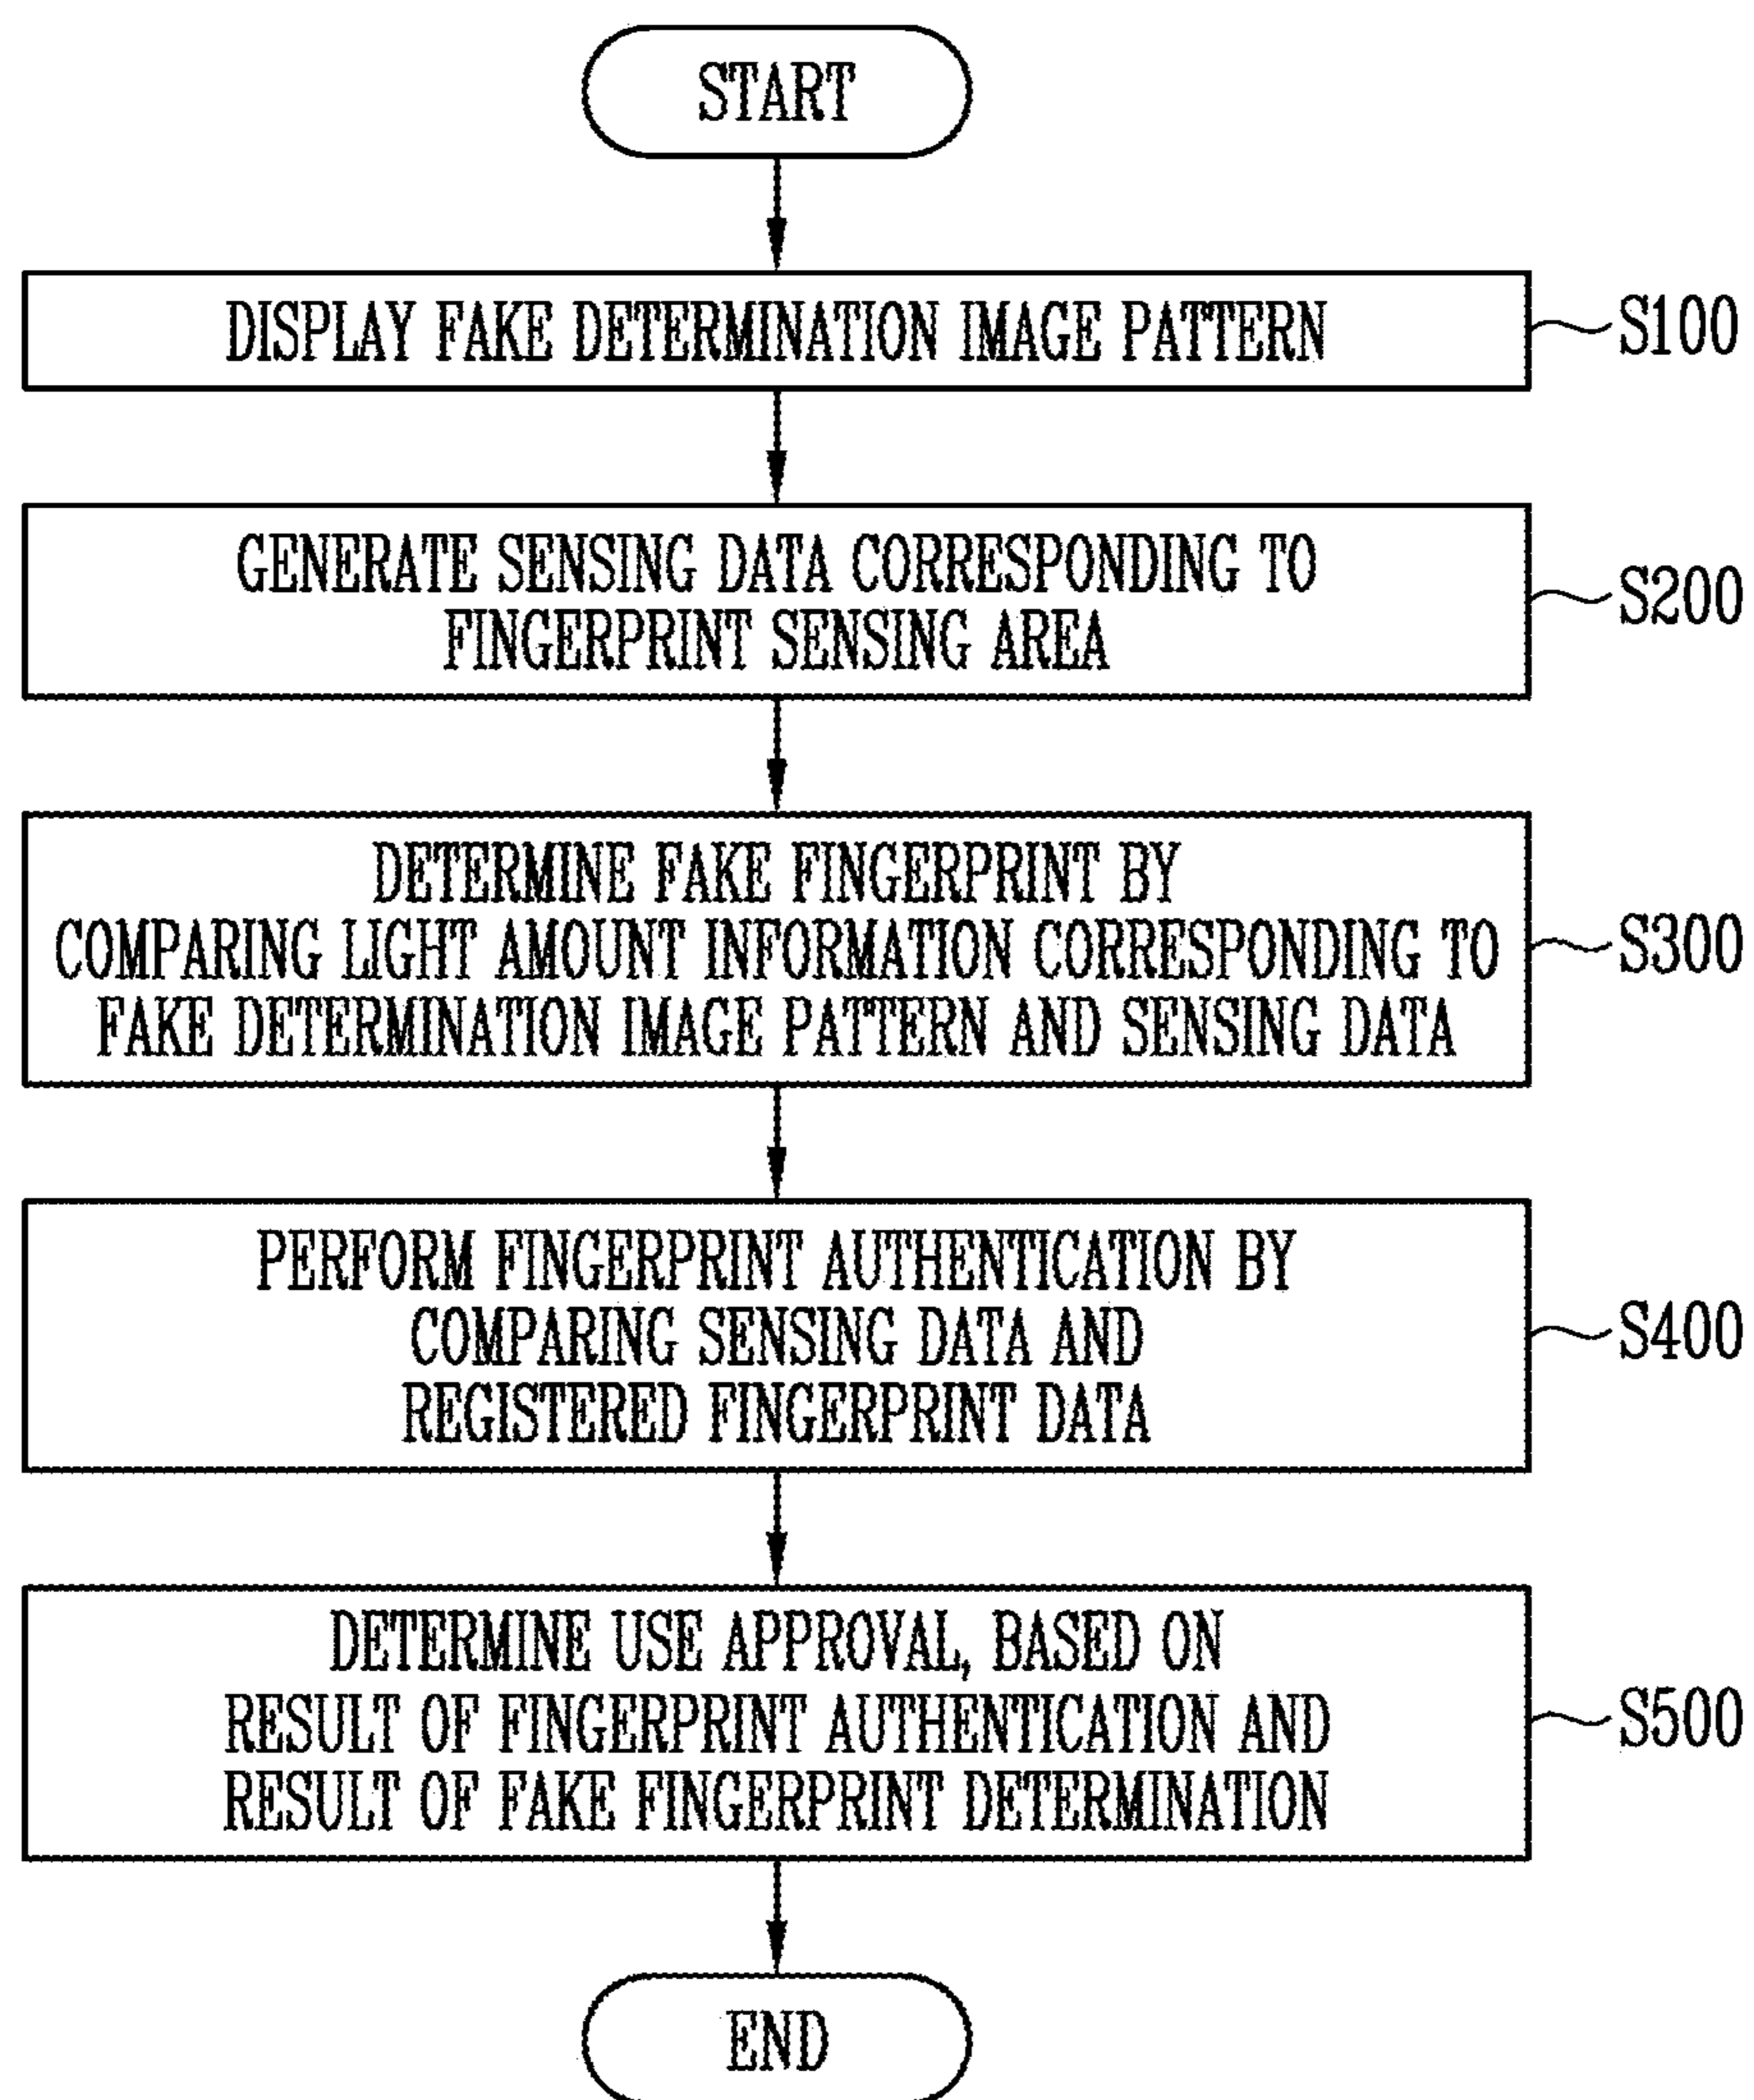 START
DISPLAY FAKE DETERMINATION IMAGE PATTERN
S100
GENERATE SENSING DATA CORRESPONDING TO
FINGERPRINT SENSING AREA
S200
DETERMINE FAKE FINGERPRINT BY
COMPARING LIGHT AMOUNT INFORMATION CORRESPONDING TO
FAKE DETERMINATION IMAGE PATTERN AND SENSING DATA
S300
PERFORM FINGERPRINT AUTHENTICATION BY
COMPARING SENSING DATA AND
REGISTERED FINGERPRINT DATA
S400
DETERMINE USE APPROVAL, BASED ON
RESULT OF FINGERPRINT AUTHENTICATION AND
RESULT OF FAKE FINGERPRINT DETERMINATION
S500
END